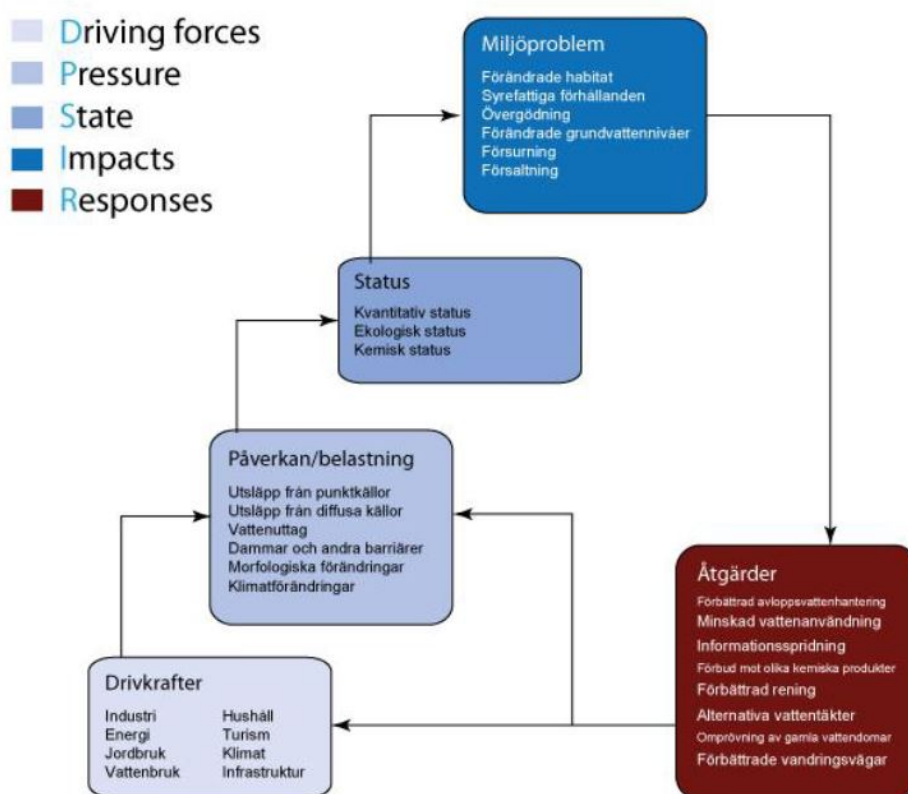 Driving forces
Pressure
State
Impacts
Responses
Miljöproblem
Förändrade habitat
Syrefattiga förhållanden
Övergödning
Förändrade grundvattennivåer
Försurning
Försaltning
Status
Kvantitativ status
Ekologisk status
Kemisk status
Påverkan/belastning
Utsläpp från punktkällor
Utsläpp från diffusa källor
Vattenuttag
Dammar och andra barriärer
Morfologiska förändringar
Klimatförändringar
Drivkrafter
Industri Hushåll
Energi Turism
Jordbruk Klimat
Vattenbruk Infrastruktur
Åtgärder
Förbättrad avloppsvattenhantering
Minskad vattenanvändning
Informationsspridning
Förbud mot olika kemiska produkter
Förbättrad rening
Alternativa vattentäkter
Omprövning av gamla vattendomar
Förbättrade vandringsvägar